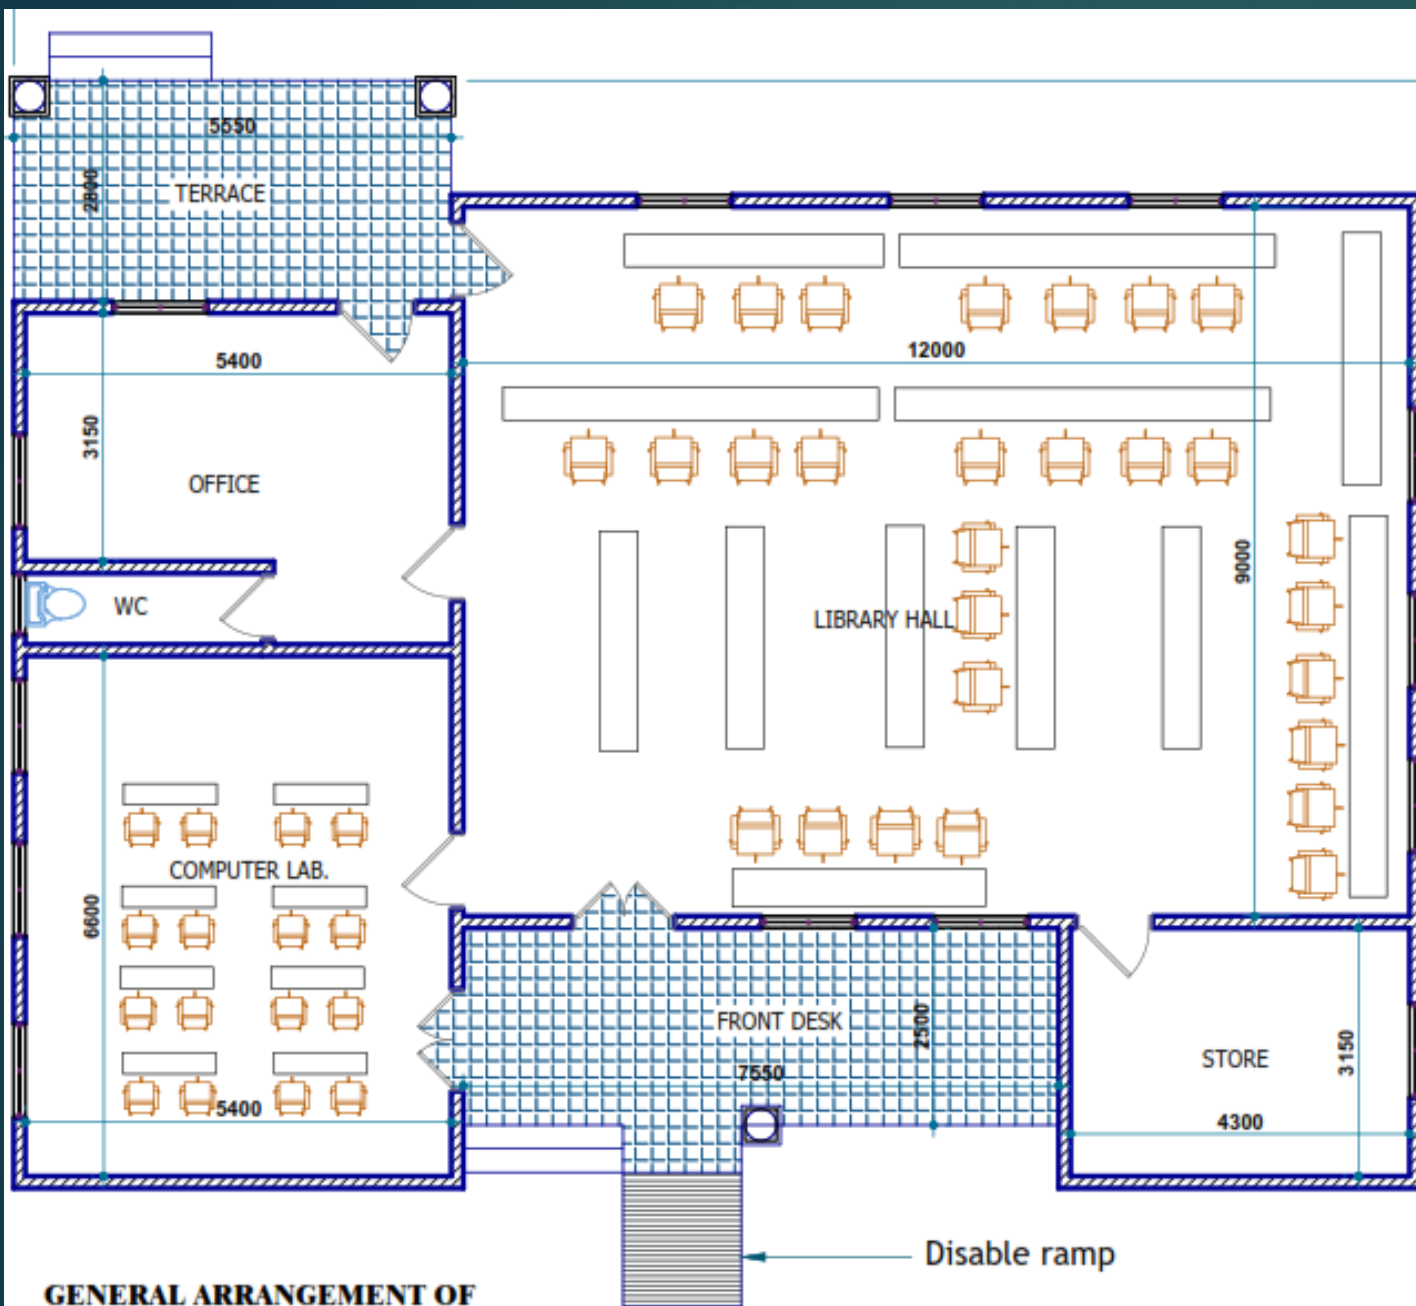 5550
2800
TERRACE
5400
12000
3150
OFFICE
9000
WC
LIBRARY HALL
COMPUTER LAB.
6600
FRONT DESK
2500
STORE
3150
7550
5400
4300
Disable ramp
GENERAL ARRANGEMENT OF